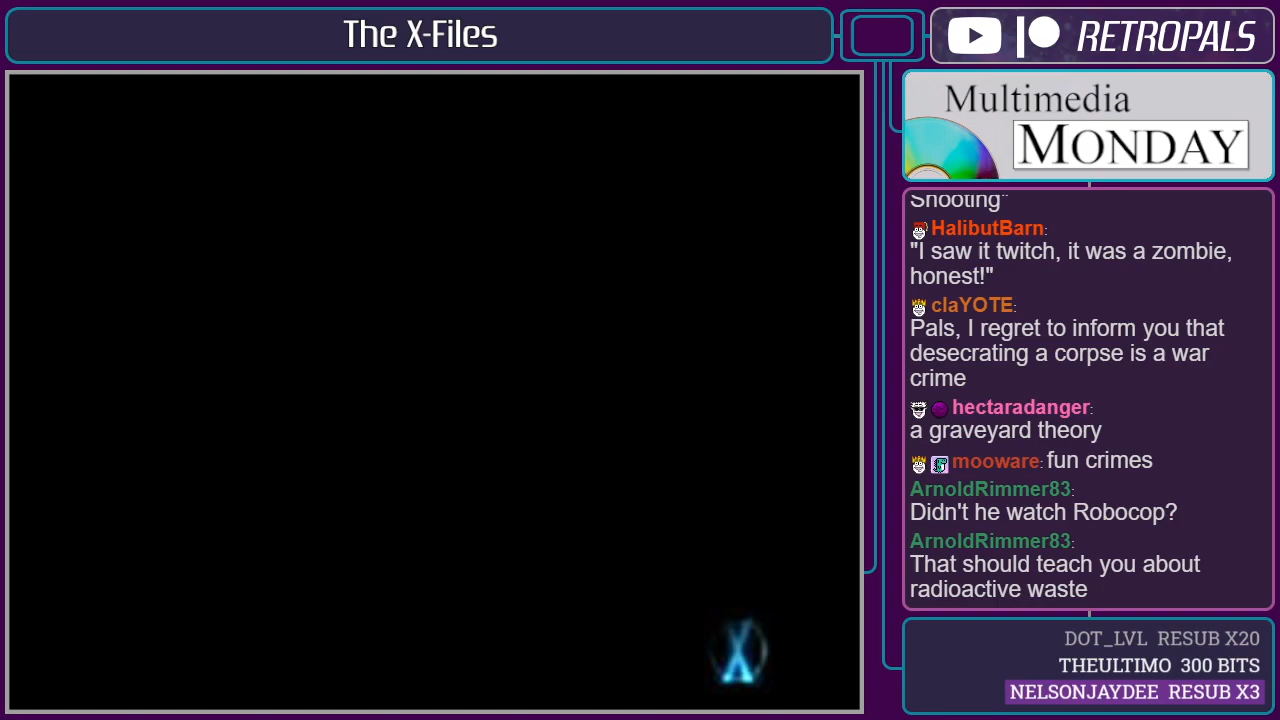 The X-Files
RETROPALS
Multimedia
MONDAY
Shooting"
HalibutBarn:
"I saw it twitch, it was a zombie,
honest!"
claYOTE:
Pals, I regret to inform you that
desecrating a corpse is a war
crime
hectaradanger:
a graveyard theory
mooware: fun crimes
ArnoldRimmer83:
Didn't he watch Robocop?
ArnoldRimmer83:
That should teach you about
radioactive waste
DOT_LVL RESUB X20
THEULTIMO 300 BITS
NELSONJAYDEE RESUB X3